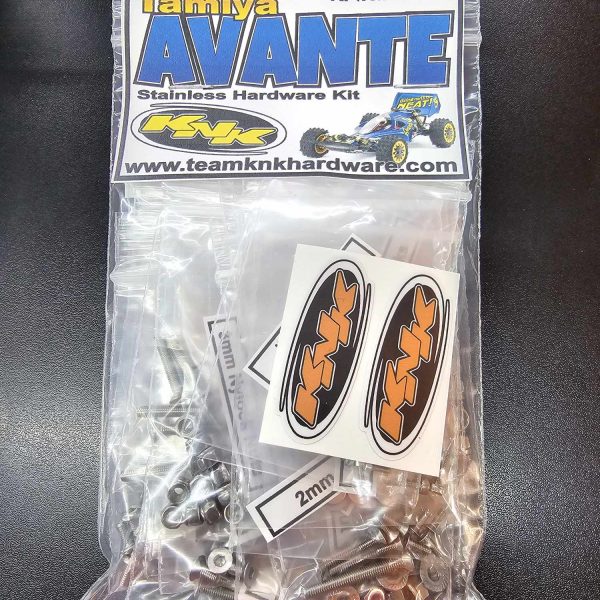 Tamiya
AVANTE
Stainless Hardware Kit
KNK
www.teamknkhardware.com
KNK
KNK
2mm